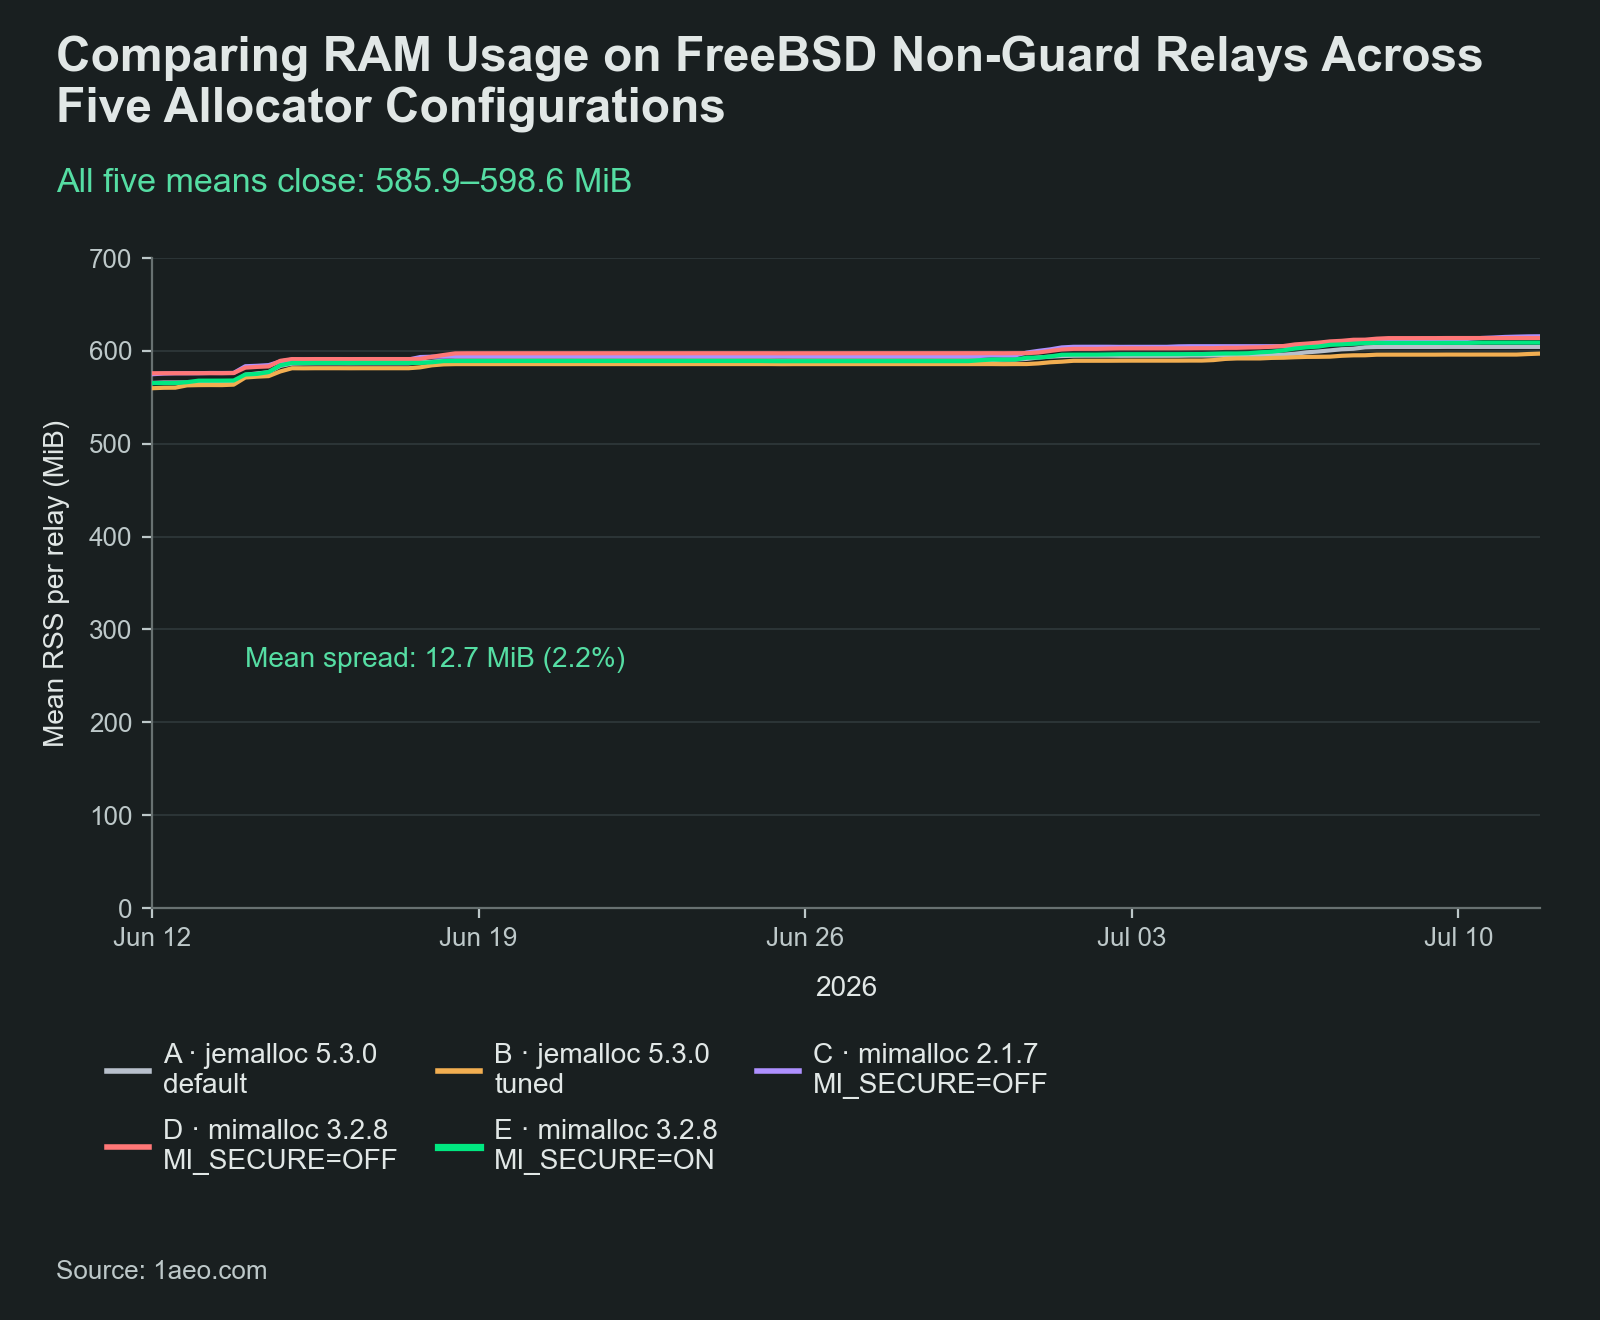 Comparing RAM Usage on FreeBSD Non-Guard Relays Across
Five Allocator Configurations
All five means close: 585.9–598.6 MiB
Mean RSS per relay (MiB)
700
600
500
400
300
200
100
0
Mean spread: 12.7 MiB (2.2%)
Jun 12
Jun 19
Jun 26
Jul 03
Jul 10
2026
A · jemalloc 5.3.0
default
B · jemalloc 5.3.0
tuned
C · mimalloc 2.1.7
MI_SECURE=OFF
D · mimalloc 3.2.8
MI_SECURE=OFF
E · mimalloc 3.2.8
MI_SECURE=ON
Source: 1aeo.com